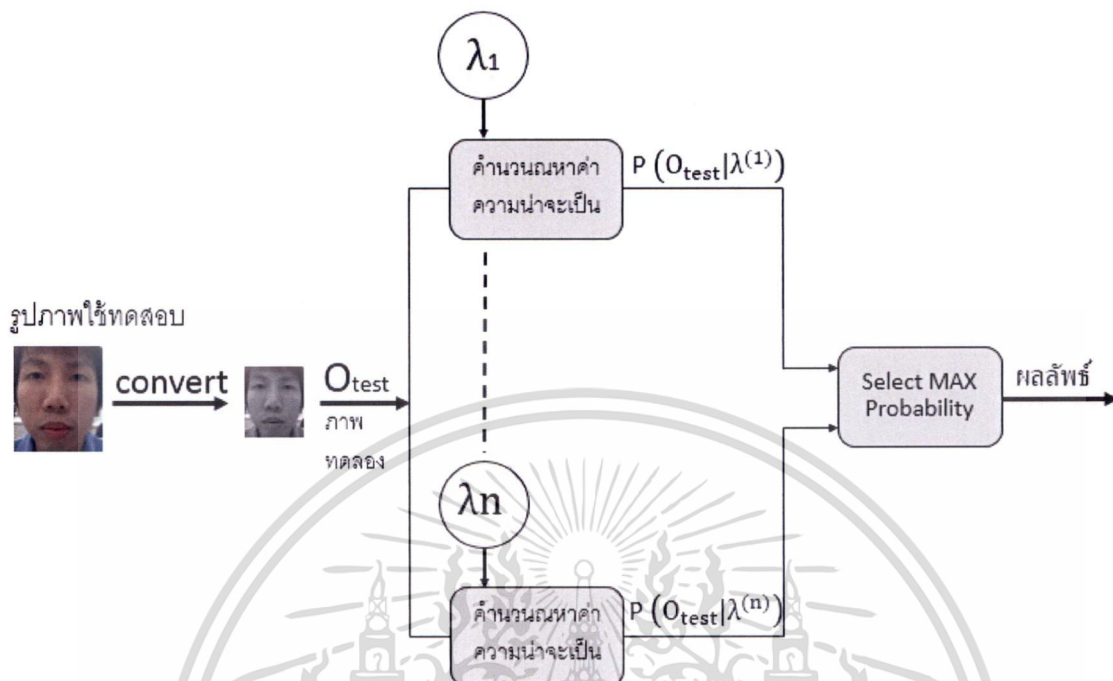 λ1
คำนวนณหาค่า
ความน่าจะเป็น
P (Otest|λ(1))
รูปภาพใช้ทดสอบ
convert
Otest
ภาพ
ทดลอง
λn
คำนวนณหาค่า
ความน่าจะเป็น
P (Otest|λ(n))
Select MAX
Probability
ผลลัพธ์